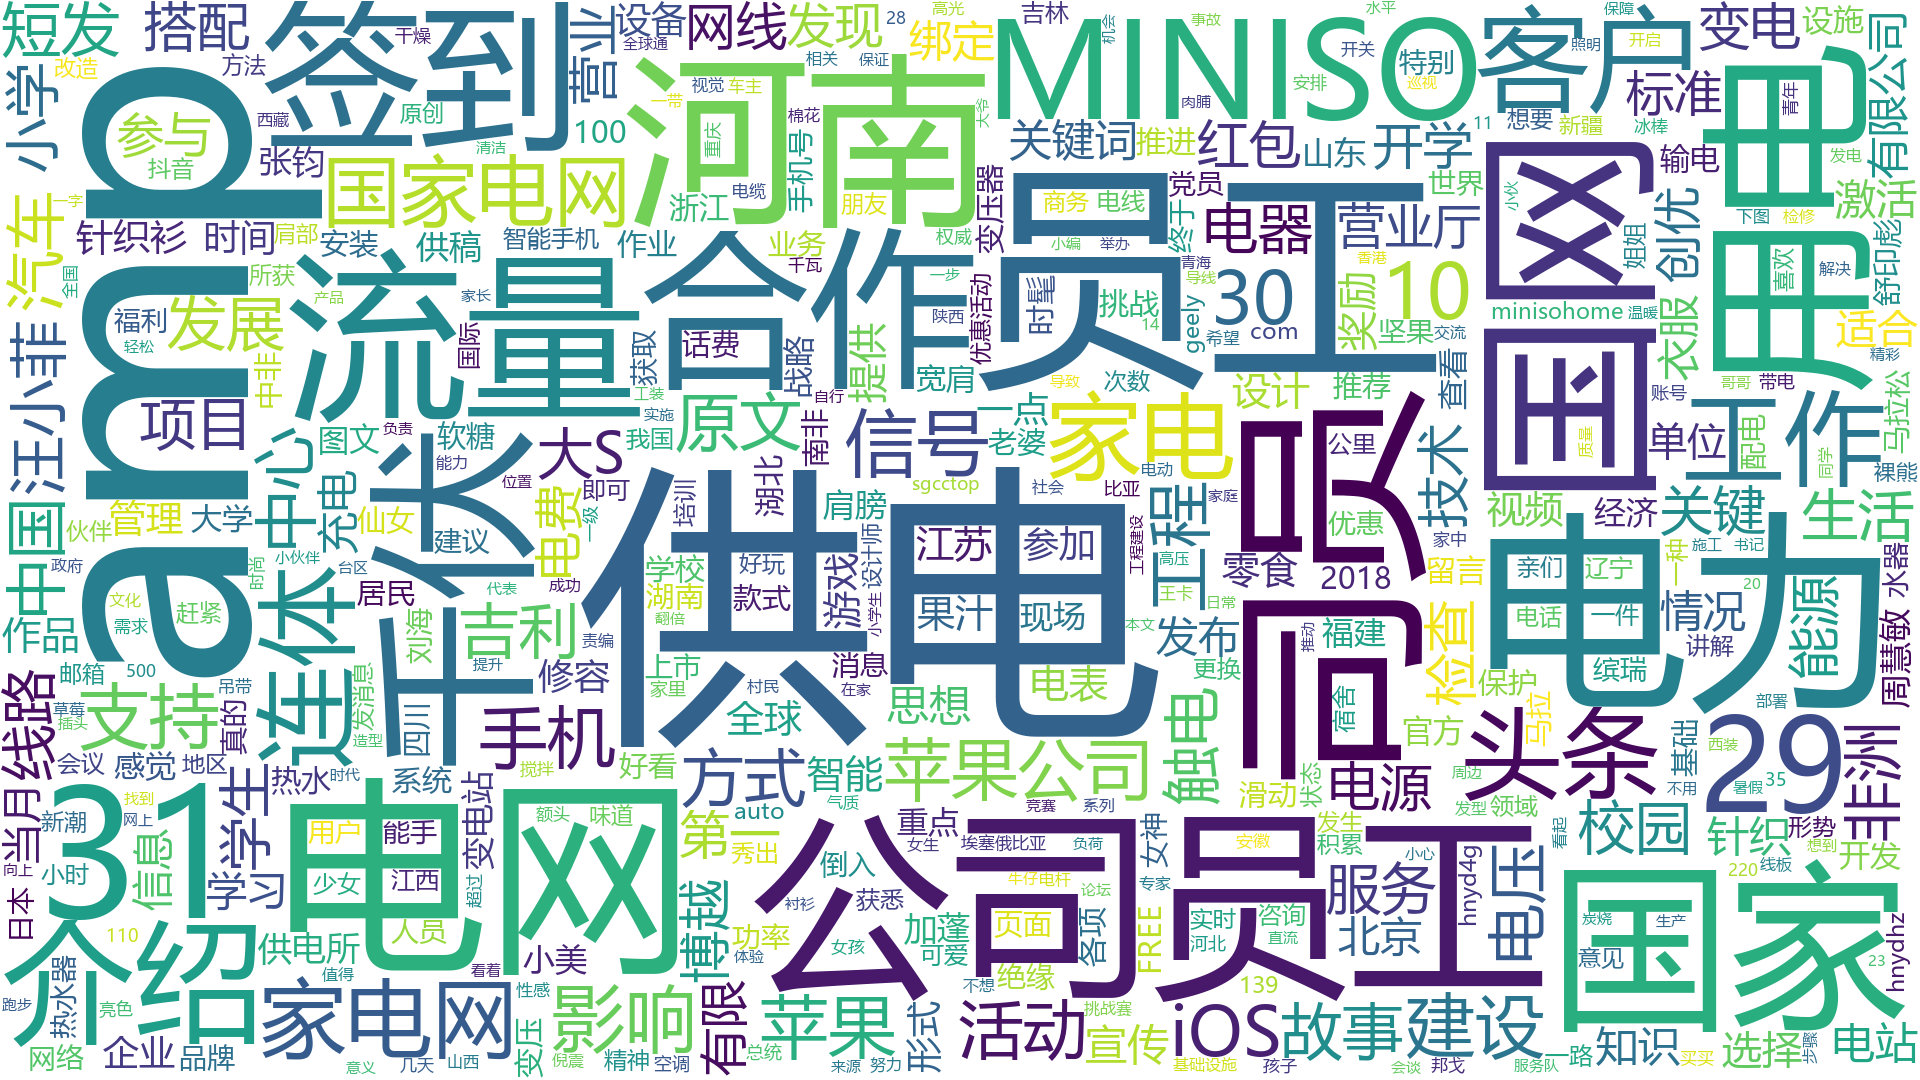 短发
搭配
签到
营业
设备
网线
发现
28
高光
绑定
吉林
MINISO
水平
事故
机会
开关
特别
客户
保障
照明
开启
变电
设施
有限公司
改造
干燥
全球通
方法
小学
amp
参与
抖音
西藏
原创
张钧
清洁
100
河南
相关
保证
视觉
车主
一带
棉花
重庆
手机号
安排
巡视
肉脯
关键词
推进
红包
山东
开学
11
想要
新疆
冰棒
标准
输电
电
青年
发电
激活
国家电网
浙江
电缆
朋友
变压器
党员
商务
电线
世界
电器
营业厅
国网
小伙
创优
下图
检修
舒印彪
一字
汽车
针织衫
时间
肩部
安装
供稿
智能手机
作业
业务
权威
小编
举办
终于
姐姐
全国
所获
流量
合作
员工
千瓦
一步
青海
导线
香港
喜欢
解决
发展
福利
轻松
产品
家长
国际
话费
战略
提供
陕西
优惠活动
时髦
挑战
14
geely
30
希望
com
奖励
10
坚果
交流
minisohome
温暖
衣服
适合
精彩
汪小菲
中非
项目
图文
工装
实施
获取
自行
宽肩
导致
次数
设计
推荐
查看
账号
哥哥
带电
马拉松
中心
负责
软糖
大S
我国
原文
南非
信号
一点
老婆
家电
公司
公里
技术
单位
工作
配电
质量
同学
裸熊
中国
伙伴
管理
大学
充电
仙女
能力
位置
电费
即可
培训
湖北
肩膀
sgcctop
社会
电动
比亚
家庭
优惠
视频
经济
关键
生活
政府
时尚
小伙伴
台区
建议
千伏
一级
供电
江苏
参加
工程
工程建设
高压
零食
2018
家中
留言
一种
施工
书记
电力
水器
作品
文化
需求
赶紧
连体
居民
代表
成功
学校
湖南
翻倍
好玩
款式
游戏
小学生
设计师
果汁
现场
王卡
日常
亲们
辽宁
20
电话
一件
情况
讲解
能源
周慧敏
邮箱
500
吊带
刘海
吉利
责编
提升
修容
上市
家里
村民
消息
在家
电表
本文
发布
更换
推动
福建
检查
保护
缤瑞
部署
线路
草莓
插头
支持
真的
发消息
造型
四川
手机
全球
思想
触电
宿舍
官方
马拉
头条
29
非洲
会议
感觉
地区
热水
时代
系统
搅拌
好看
方式
智能
气质
苹果公司
滑动
状态
电源
周边
发型
领域
不用
基础
西装
暑假
35
当月
31
找到
网上
新潮
小时
学生
用户
能手
变电站
额头
味道
电网
auto
第一
秀出
重点
竞赛
系列
女生
埃塞俄比亚
负荷
女神
安徽
发生
积累
小心
hnyd4g
电压
校园
看起
针织
形势
想到
220
线板
开发
向上
日本
信息
学习
少女
江西
超过
人员
博越
倒入
衬衫
获悉
公司
牛仔
电杆
论坛
专家
员工
服务
国家
炭烧
生产
介绍
110
供电所
看着
小美
功率
体验
女孩
加蓬
可爱
页面
各项
FREE
实时
河北
咨询
直流
北京
意见
23
hnydhz
跑步
热水器
亮色
值得
家电网
性感
影响
有限
苹果
不想
绝缘
活动
挑战赛
139
iOS
故事
建设
知识
选择
步骤
电站
网络
企业
品牌
意义
几天
山西
变压
倪震
精神
空调
总统
来源
努力
形式
宣传
基础设施
孩子
会谈
邦戈
服务队
一路
买买